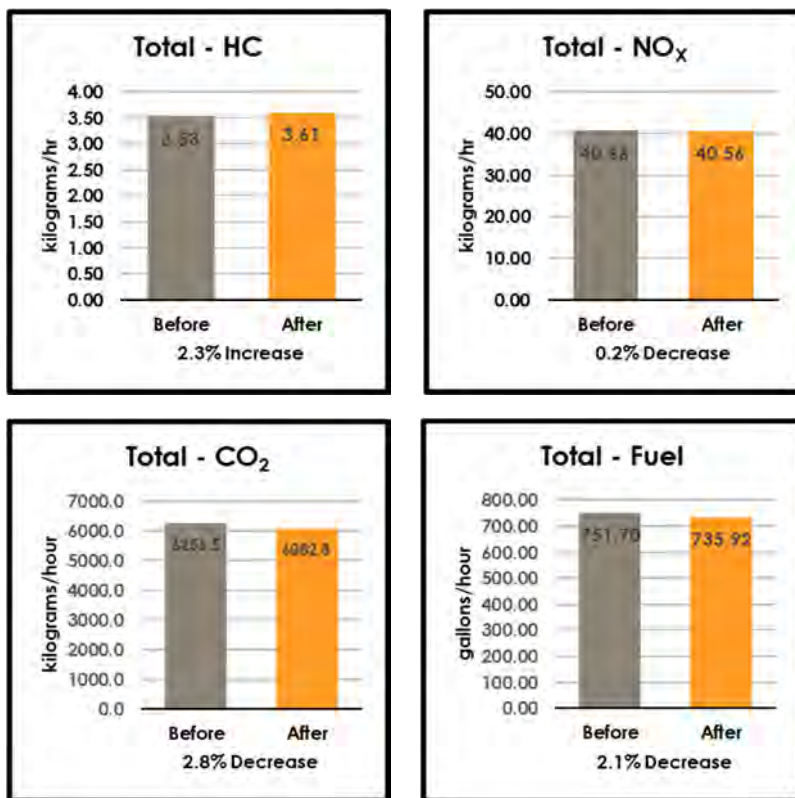 Total - HC
4.00
3.50
3.00
2.50
2.00
1.50
1.00
0.50
0.00
kilograms/hr
3.53
3.61
Before
After
2.3% Increase
Total - NOₓ
50.00
40.00
30.00
20.00
10.00
0.00
kilograms/hr
40.56
Before
After
0.2% Decrease
Total - CO₂
7000.0
6000.0
5000.0
4000.0
3000.0
2000.0
1000.0
0.0
kilograms/hour
6256.5
6082.8
Before
After
2.8% Decrease
Total - Fuel
800.00
700.00
600.00
500.00
400.00
300.00
200.00
100.00
0.00
gallons/hour
751.70
735.92
Before
After
2.1% Decrease